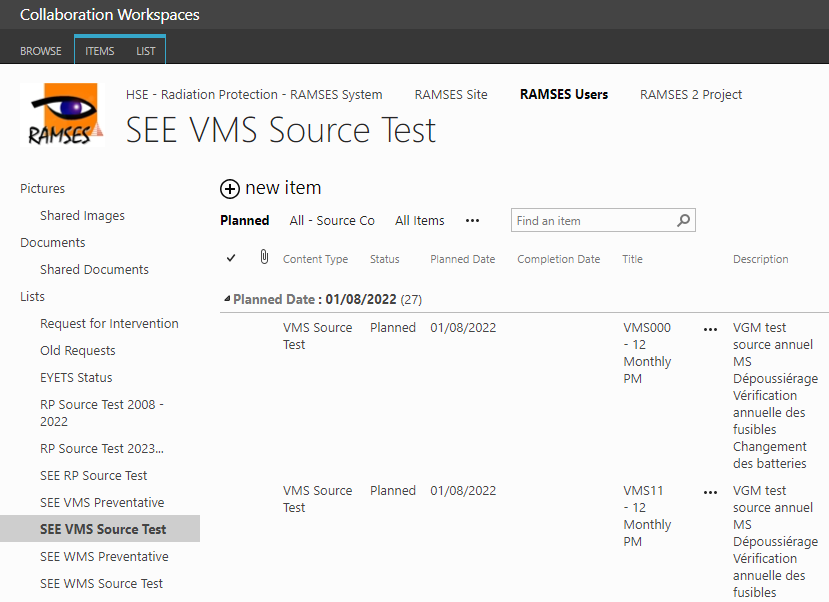 Collaboration Workspaces
BROWSE ITEMS LIST
RAMSES
HSE - Radiation Protection - RAMSES System RAMSES Site RAMSES Users RAMSES 2 Project
SEE VMS Source Test
Pictures
Shared Images
Documents
Shared Documents
Lists
Request for Intervention
Old Requests
EYETS Status
RP Source Test 2008 -
2022
RP Source Test 2023...
SEE RP Source Test
SEE VMS Preventative
SEE VMS Source Test
SEE WMS Preventative
SEE WMS Source Test
new item
Planned All - Source Co All Items ••• Find an item
Content Type Status Planned Date Completion Date Title Description
Planned Date : 01/08/2022 (27)
VMS Source
Test
Planned
01/08/2022
VMS000
- 12
Monthly
PM
•••
VGM test
source annuel
MS
Dépoussiérage
Vérification
annuelle des
fusibles
Changement
des batteries
VMS Source
Test
Planned
01/08/2022
VMS11
- 12
Monthly
PM
•••
VGM test
source annuel
MS
Dépoussiérage
Vérification
annuelle des
fusibles